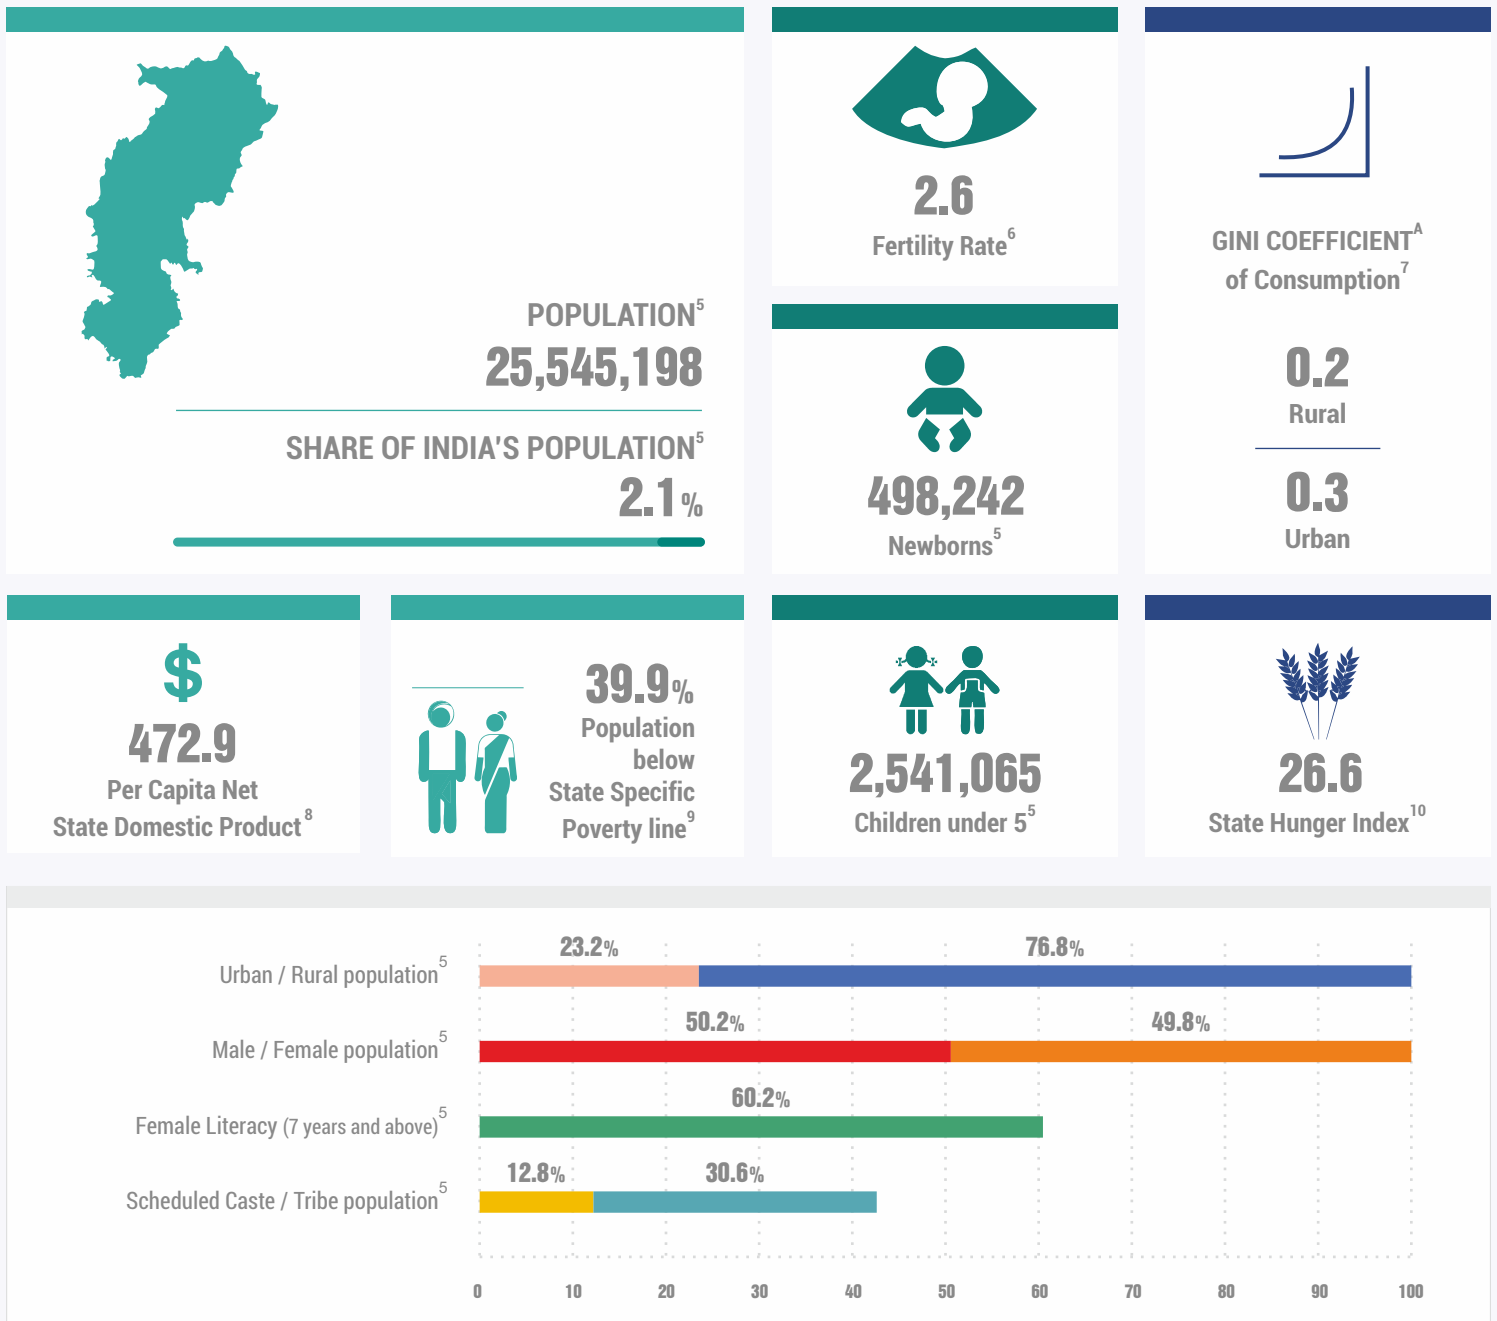 POPULATION5
25,545,198
SHARE OF INDIA'S POPULATION5
2.1%
2.6
Fertility Rate6
498,242
Newborns5
GINI COEFFICIENTA
of Consumption7
0.2
Rural
0.3
Urban
$
472.9
Per Capita Net
State Domestic Product8
39.9%
Population
below
State Specific
Poverty line9
2,541,065
Children under 55
26.6
State Hunger Index10
23.2% 76.8%
Urban / Rural population5
50.2% 49.8%
Male / Female population5
60.2%
Female Literacy (7 years and above)5
12.8% 30.6%
Scheduled Caste / Tribe population5
0 10 20 30 40 50 60 70 80 90 100